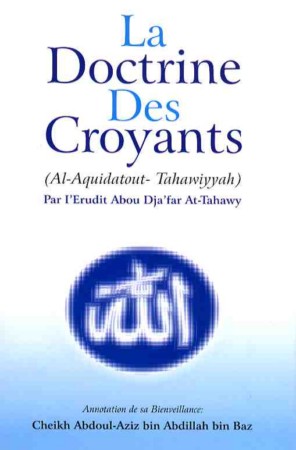 La
Doctrine
Des
Croyants
(Al-Aquidatout- Tahawiyyah)
Par I'Erudit Abou Dja'far At-Tahawy
الله
Annotation de sa Bienveillance:
Cheikh Abdoul-Aziz bin Abdillah bin Baz